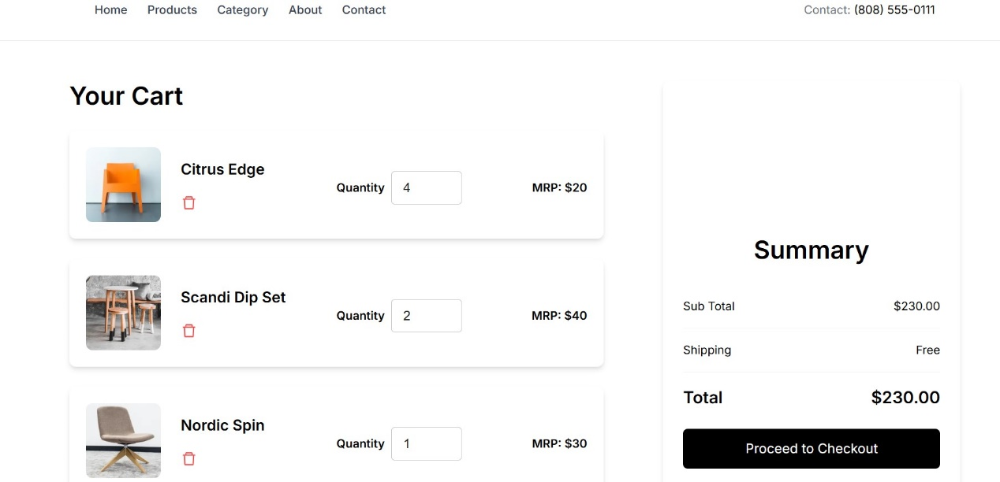 Home Products Category About Contact Contact: (808) 555-0111
Your Cart
Citrus Edge
Quantity 4 MRP: $20
Scandi Dip Set
Quantity 2 MRP: $40
Nordic Spin
Quantity 1 MRP: $30
Summary
Sub Total $230.00
Shipping Free
Total $230.00
Proceed to Checkout